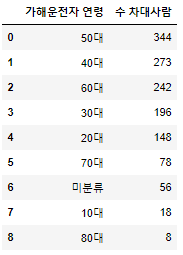 가해운전자 연령 수 차대사람
0 50대 344
1 40대 273
2 60대 242
3 30대 196
4 20대 148
5 70대 78
6 미분류 56
7 10대 18
8 80대 8